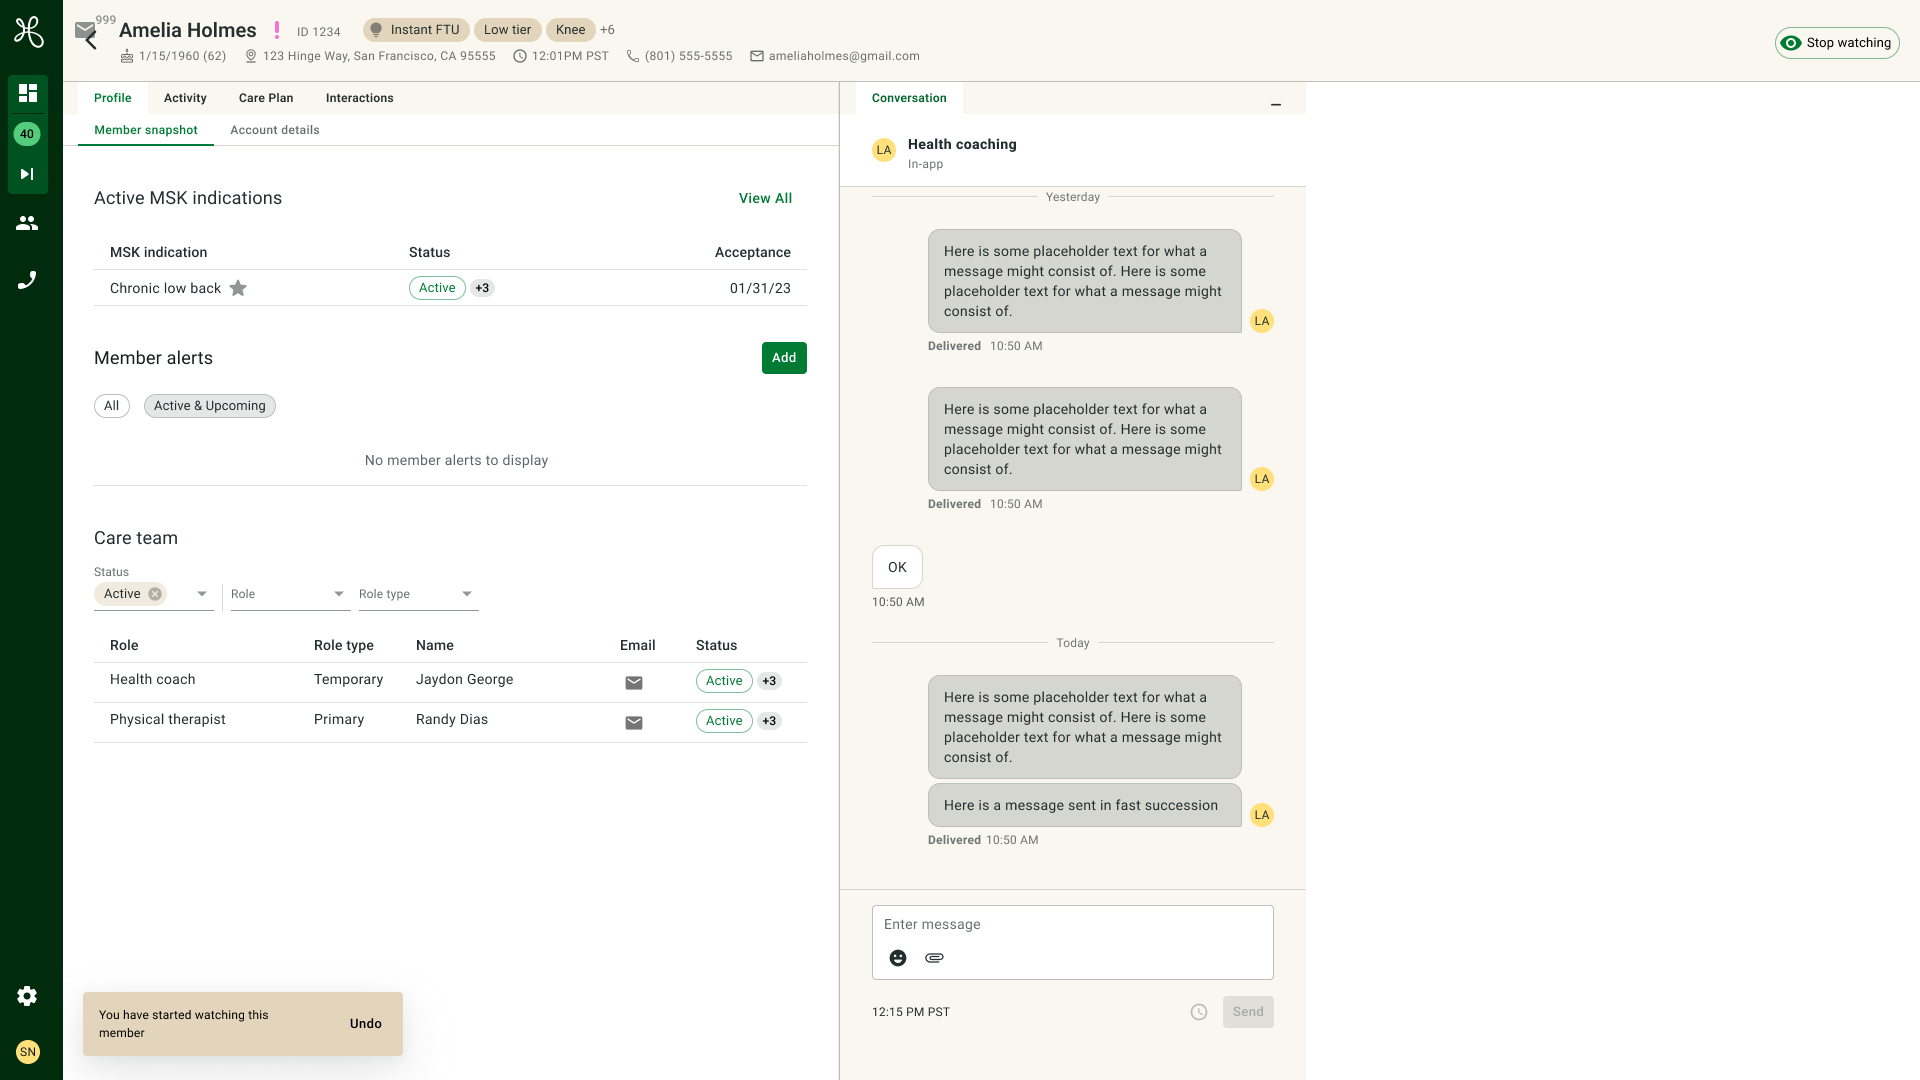 999
Amelia Holmes
ID 1234
Instant FTU
Low tier
Knee
+6
1/15/1960 (62)
123 Hinge Way, San Francisco, CA 95555
12:01PM PST
(801) 555-5555
ameliaholmes@gmail.com
Stop watching
40
SN
Profile
Activity
Care Plan
Interactions
Member snapshot
Account details
Active MSK indications
View All
MSK indication
Status
Acceptance
Chronic low back
Active
+3
01/31/23
Member alerts
Add
All
Active & Upcoming
No member alerts to display
Care team
Status
Active
Role
Role type
Role
Role type
Name
Email
Status
Health coach
Temporary
Jaydon George
Active
+3
Physical therapist
Primary
Randy Dias
Active
+3
You have started watching this
member
Undo
Conversation
LA
Health coaching
In-app
Yesterday
Here is some placeholder text for what a
message might consist of. Here is some
placeholder text for what a message might
consist of.
LA
Delivered 10:50 AM
Here is some placeholder text for what a
message might consist of. Here is some
placeholder text for what a message might
consist of.
LA
Delivered 10:50 AM
OK
10:50 AM
Today
Here is some placeholder text for what a
message might consist of. Here is some
placeholder text for what a message might
consist of.
Here is a message sent in fast succession
LA
Delivered 10:50 AM
Enter message
12:15 PM PST
Send